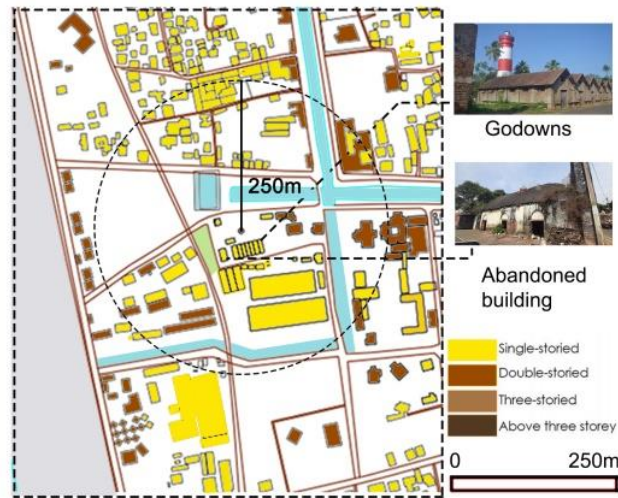 Godowns
250m
Abandoned
building
Single-storied
Double-storied
Three-storied
Above three storey
0 250m